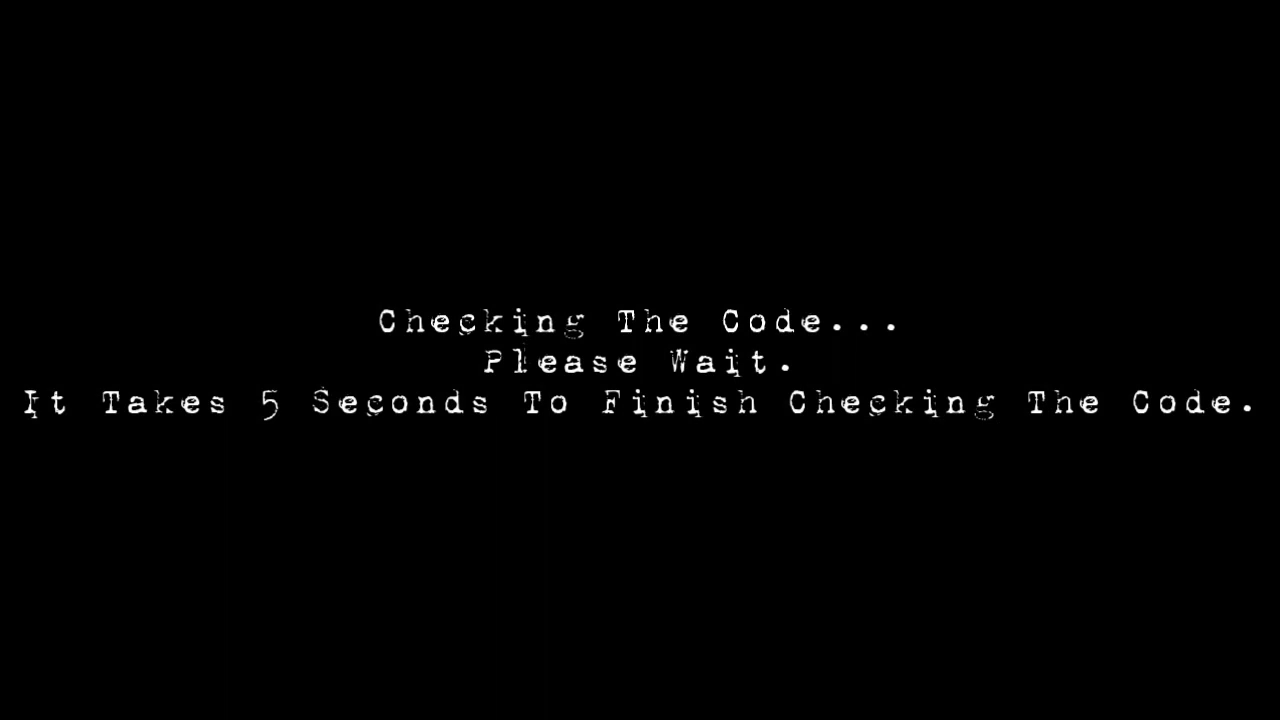 Checking The Code...
Please Wait.
It Takes 5 Seconds To Finish Checking The Code.